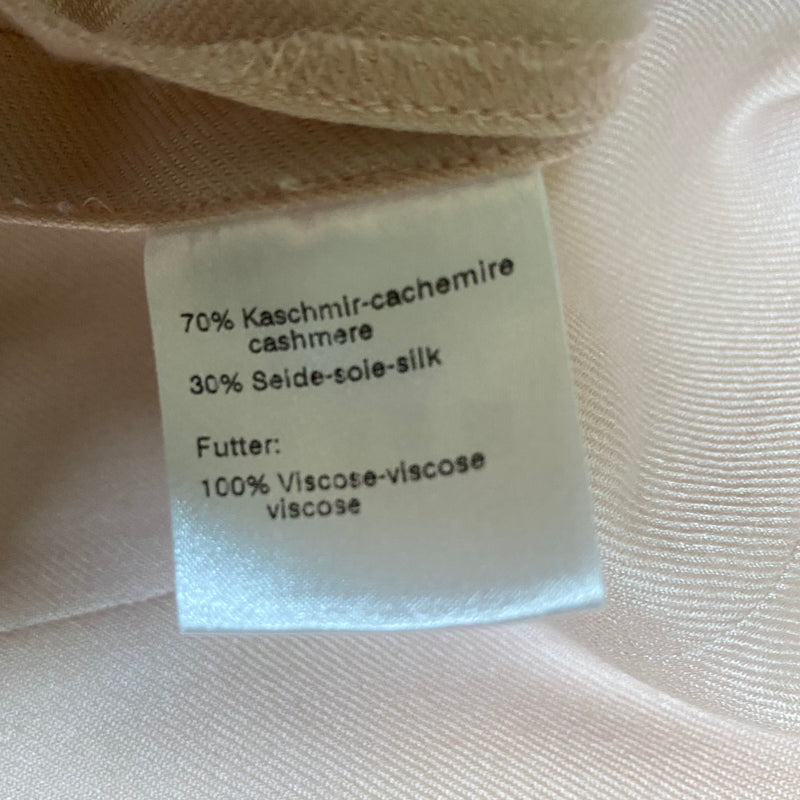 70% Kaschmir-cachemire
cashmere
30% Seide-soie-silk
Futter:
100% Viscose-viscose
viscose